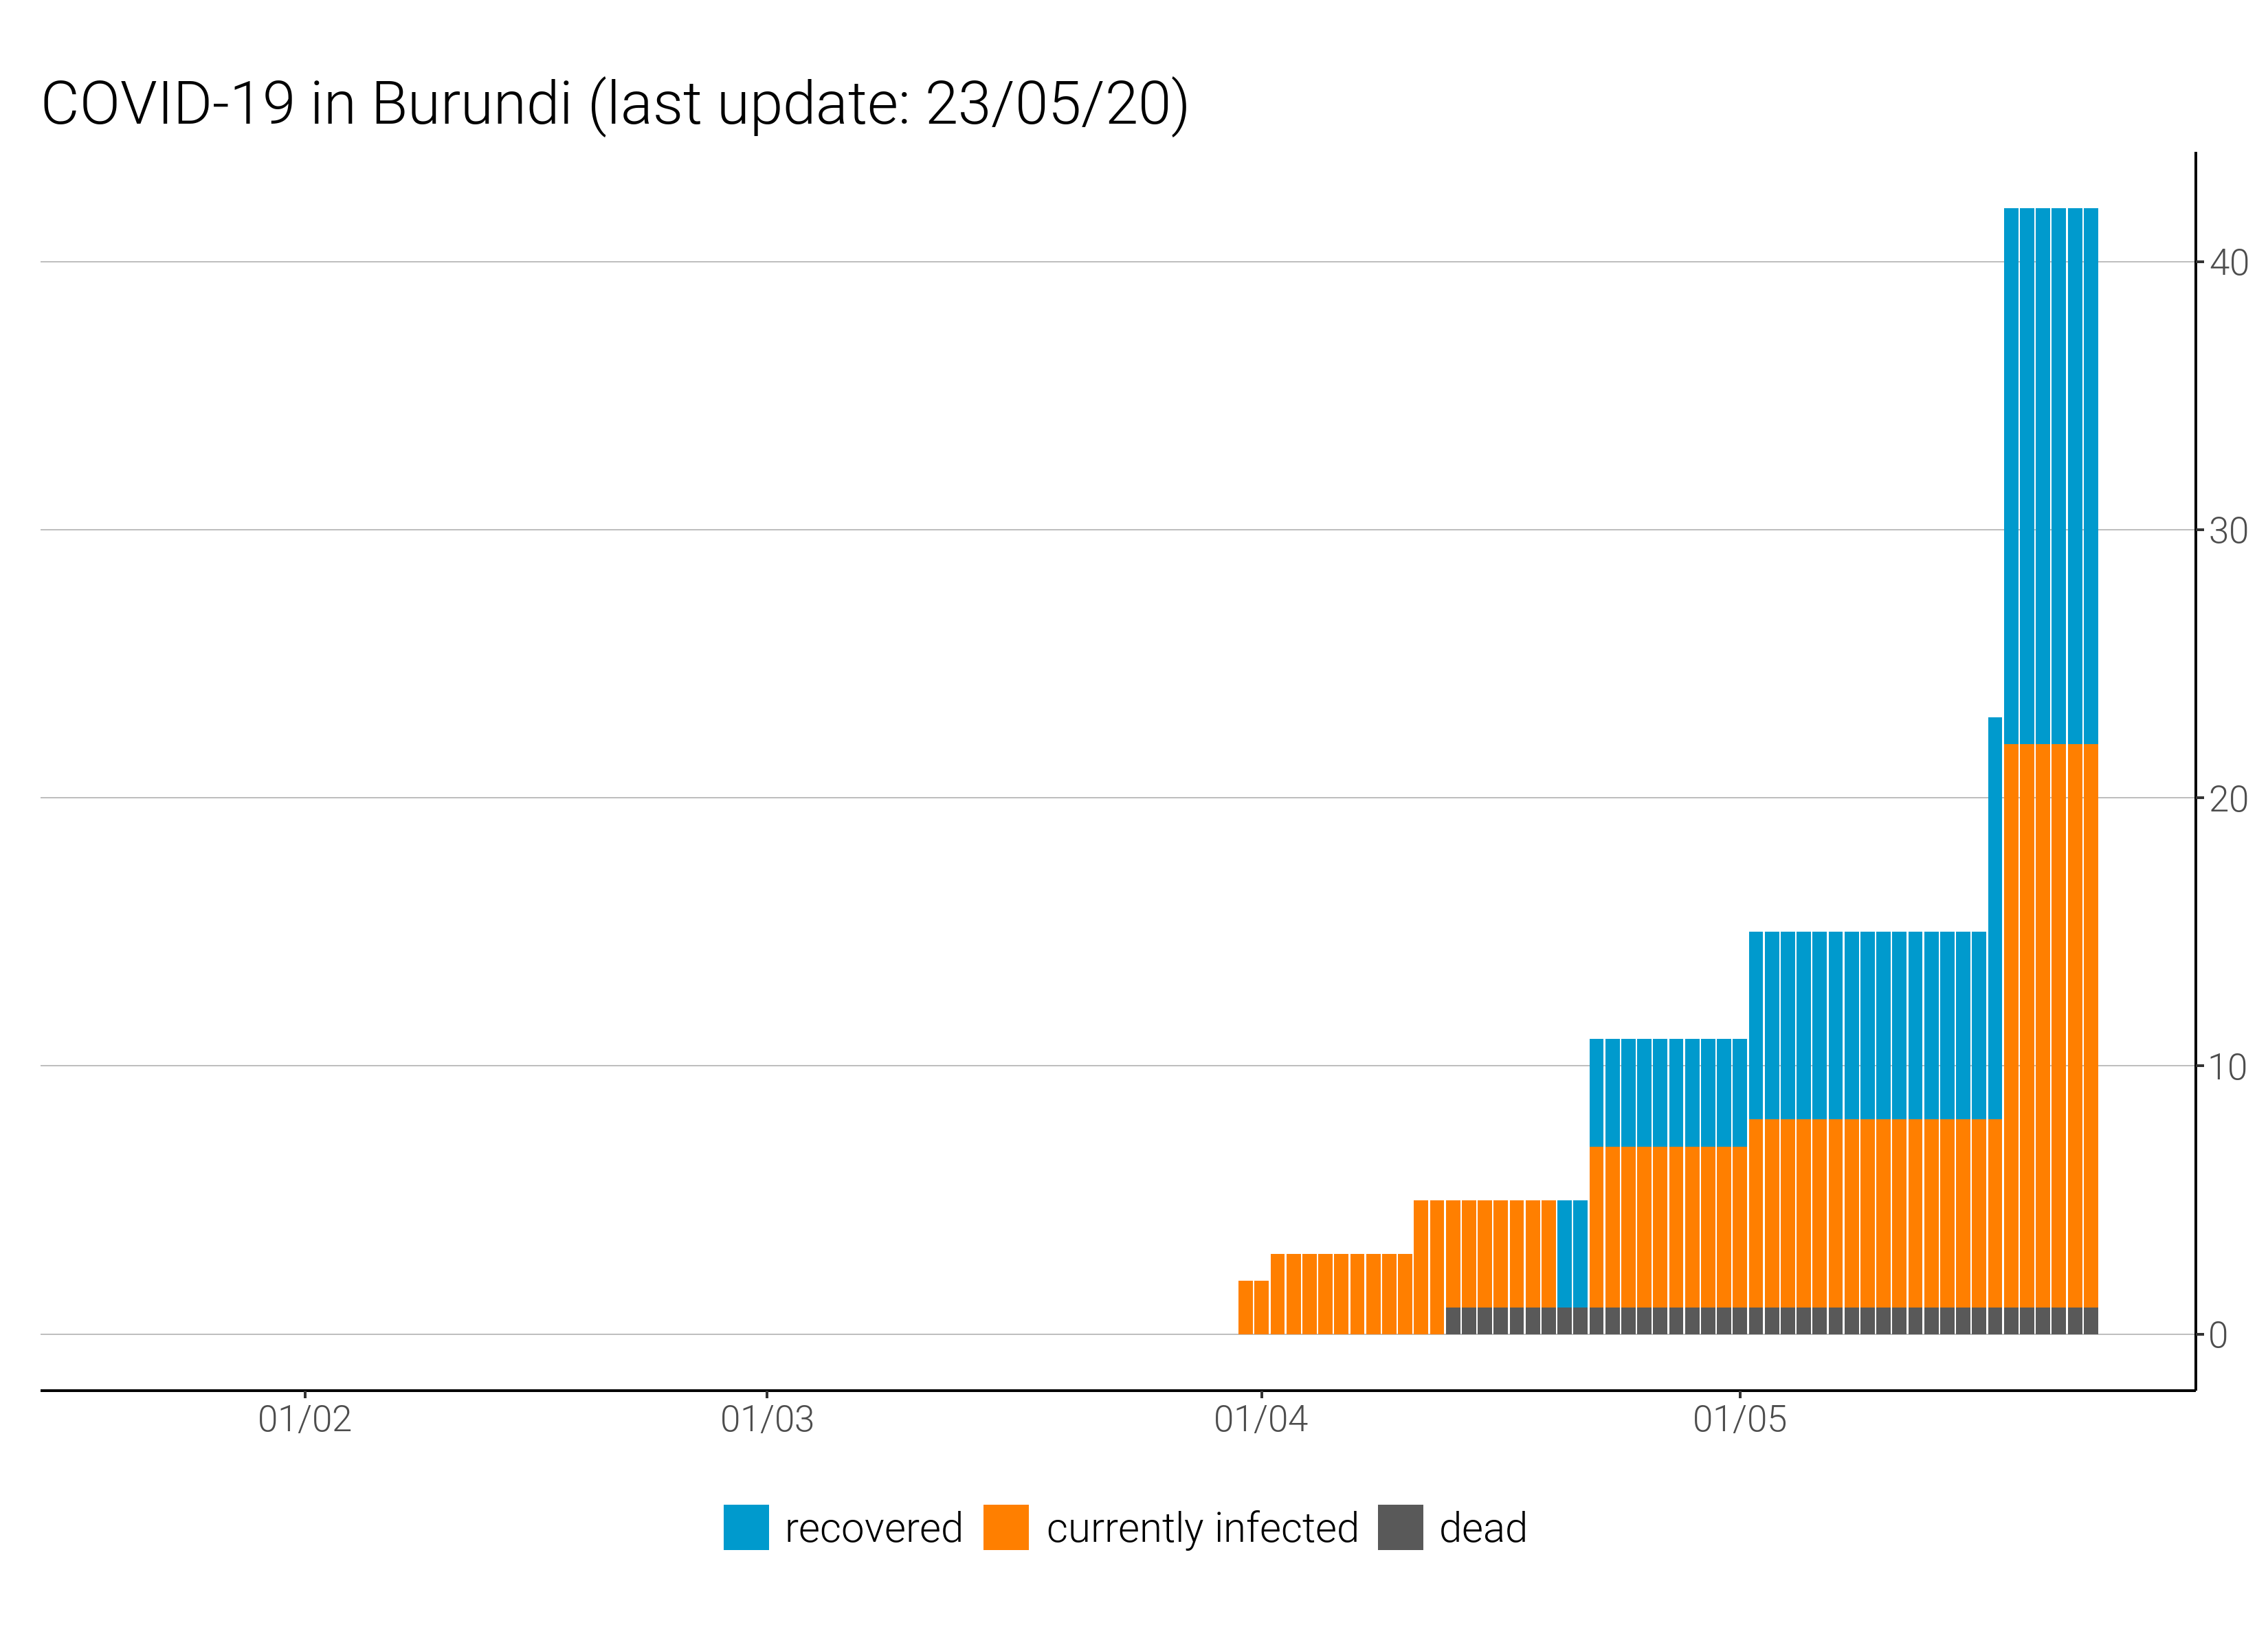 COVID-19 in Burundi (last update: 23/05/20)
40
30
20
10
0
01/02 01/03 01/04 01/05
recovered currently infected dead